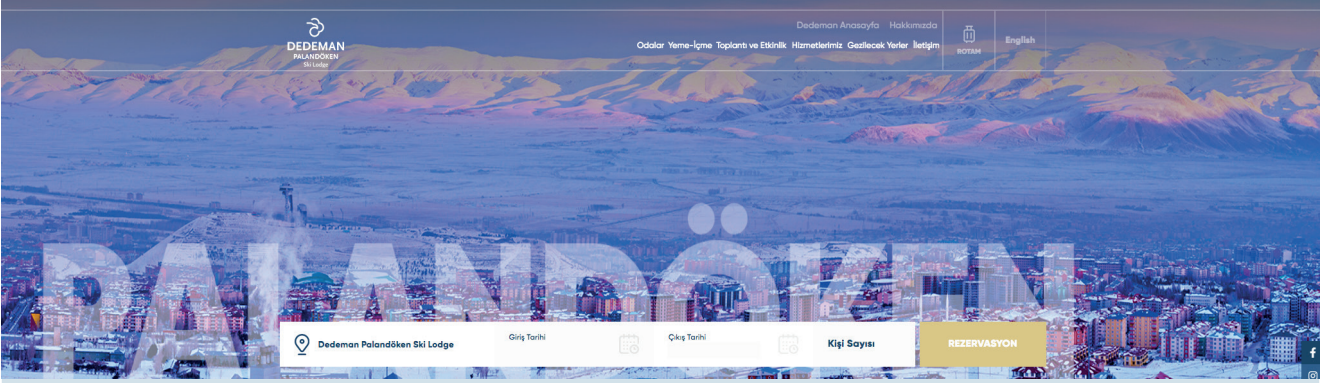 Dedeman Anasayfa Hakkımızda
DEDEMAN
PALANDÖKEN
Ski Lodge
Odalar Yeme-İçme Toplantı ve Etkinlik Hizmetlerimiz Gezilecek Yerler İletişim
ROTAM
English
PALANDÖKEN
Dedeman Palandöken Ski Lodge
Giriş Tarihi
Çıkış Tarihi
Kişi Sayısı
REZERVASYON